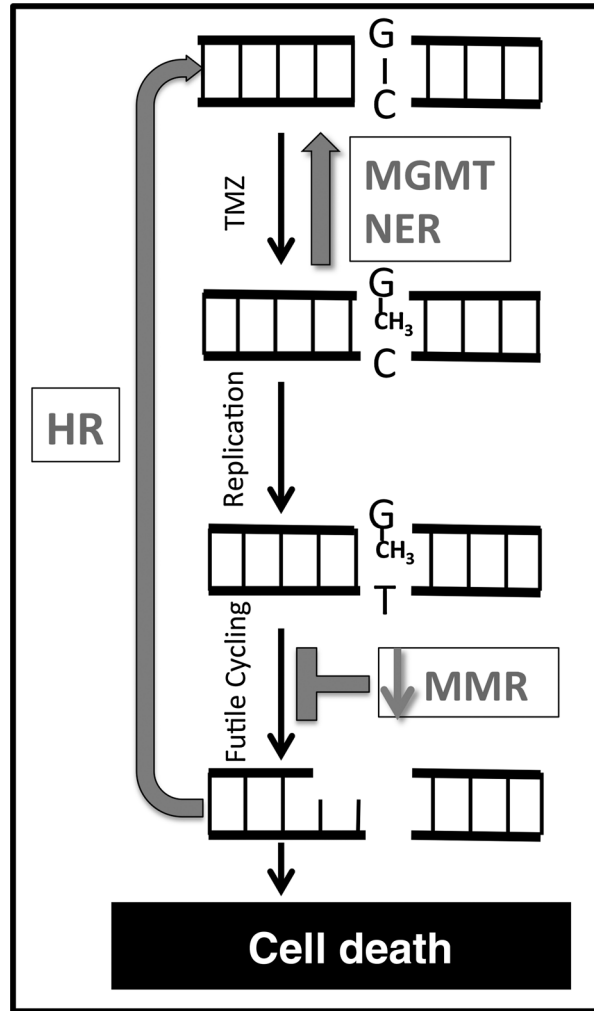 G
C
TMZ
MGMT
NER
G
CH₃
C
HR
Replication
G
CH₃
T
Futile Cycling
MMR
Cell death